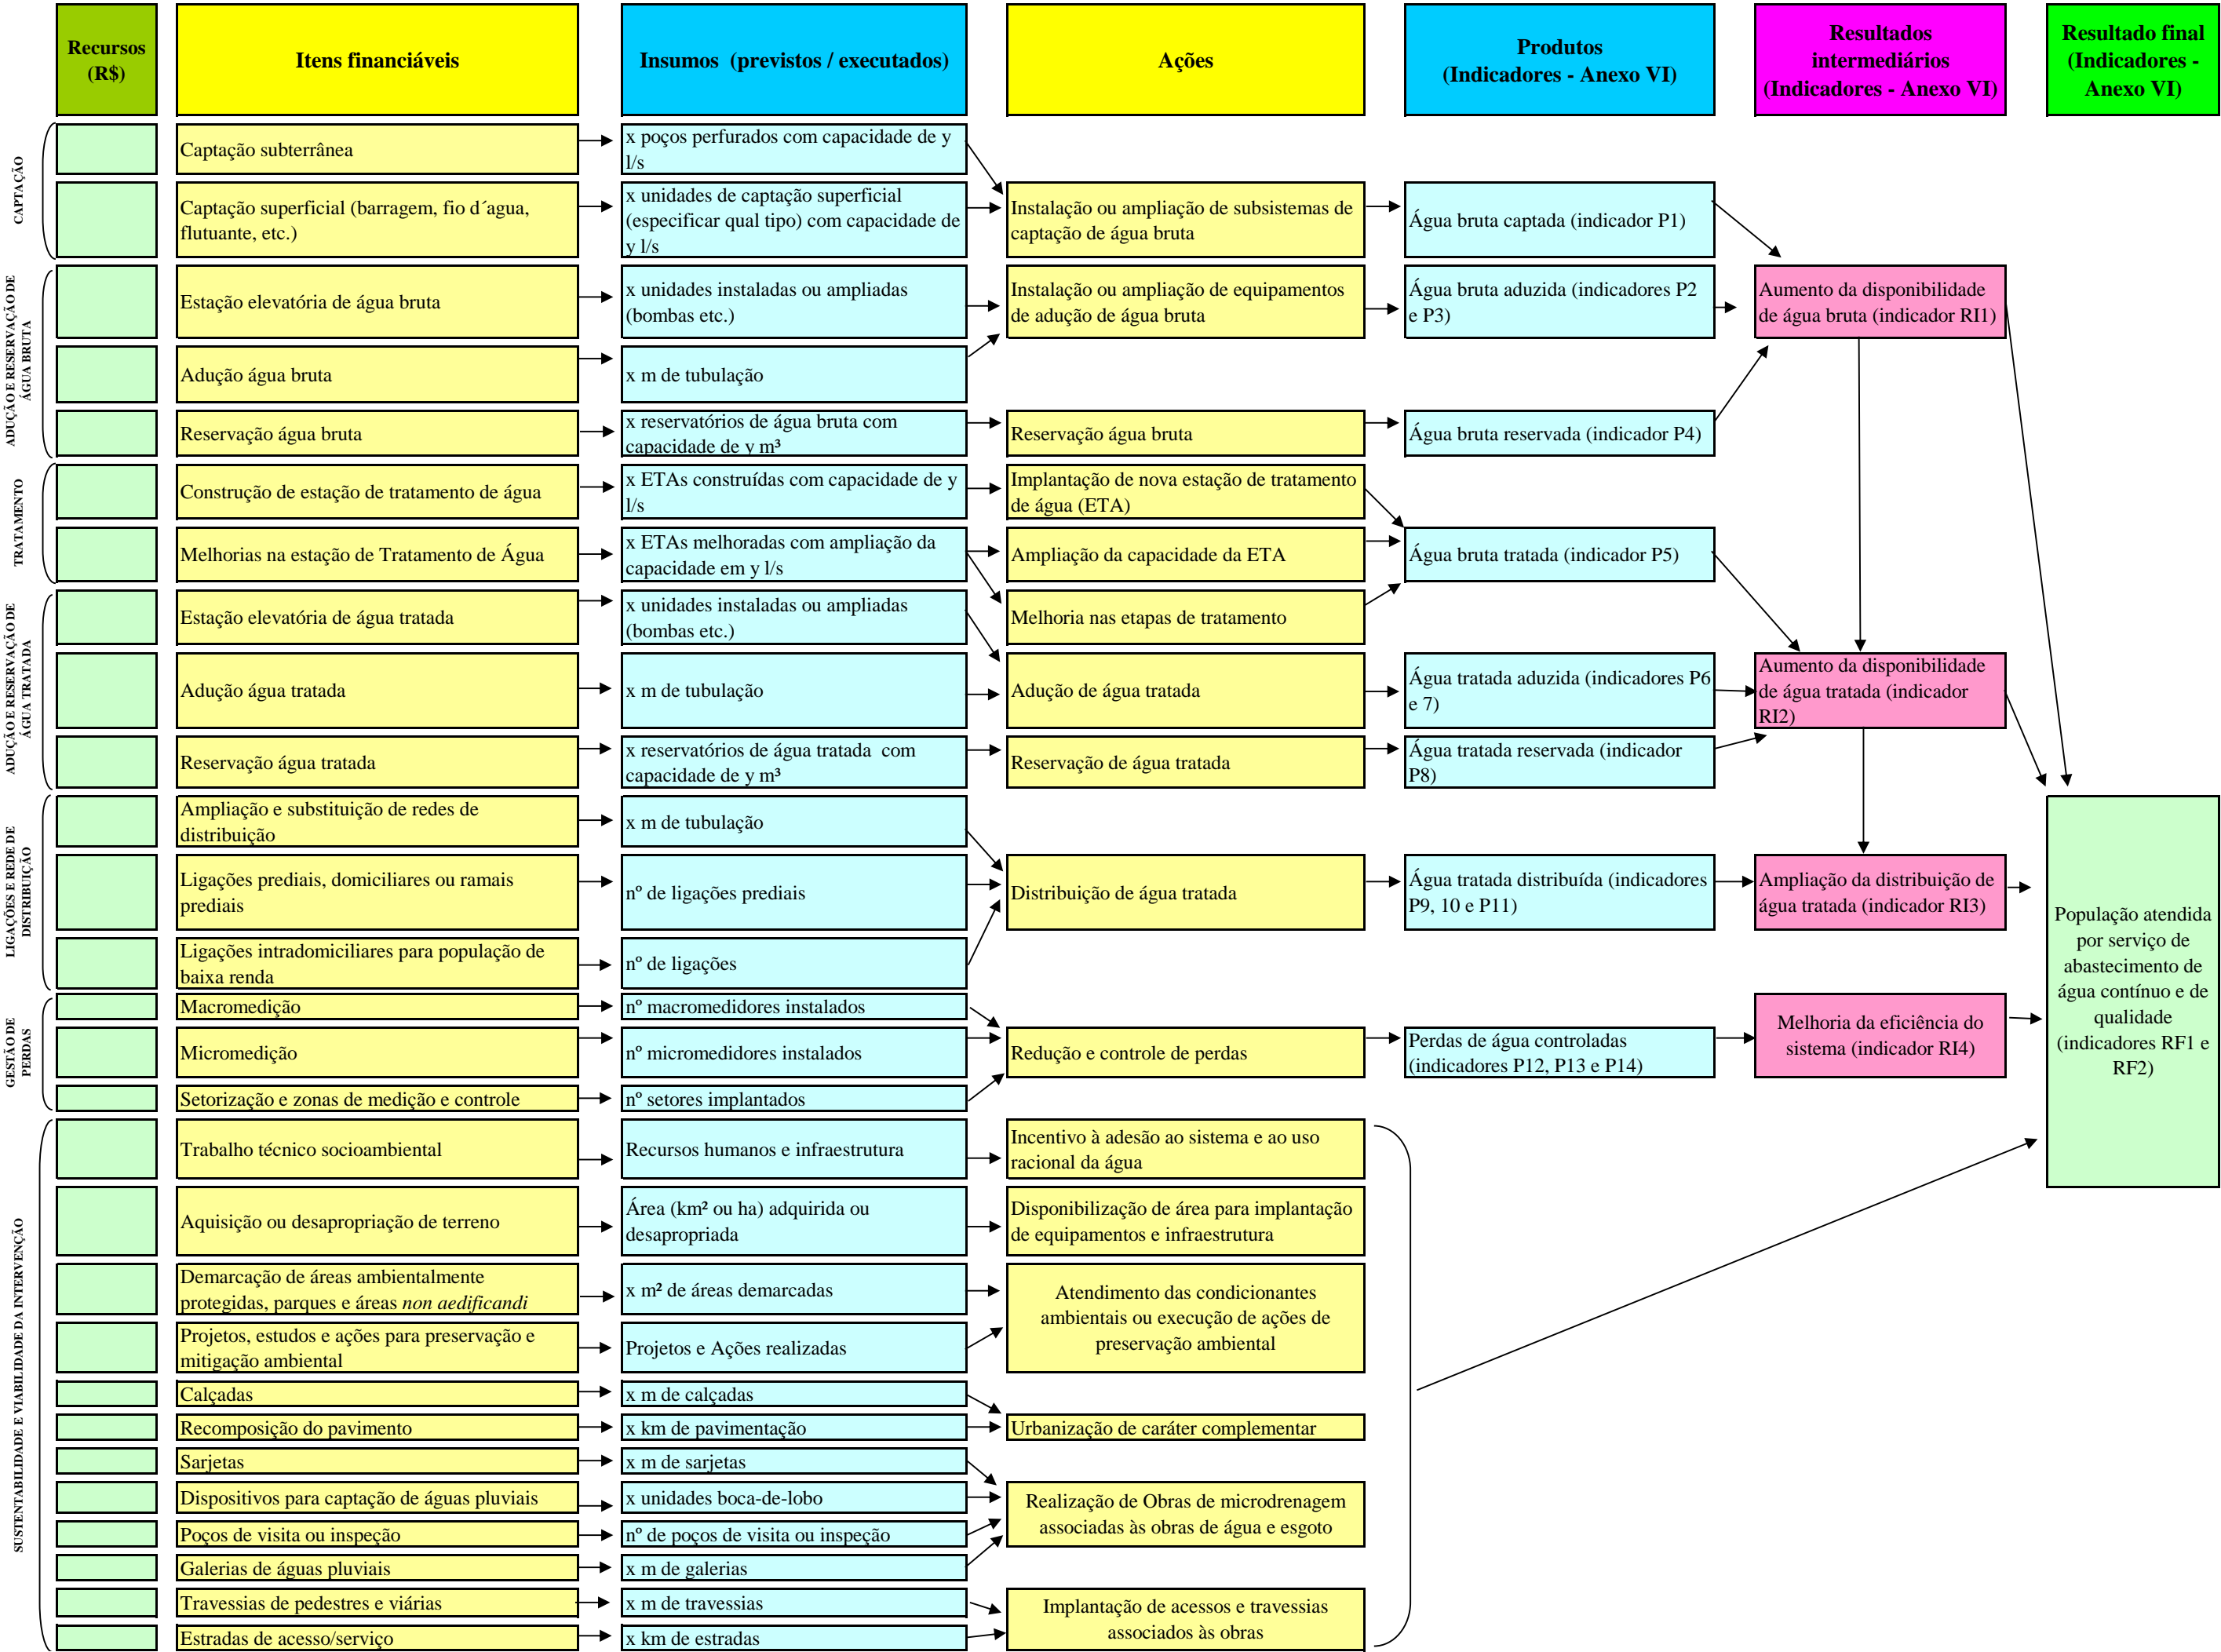 Recursos
(R$)
Itens financiáveis
Insumos  (previstos / executados)
Ações
Produtos
(Indicadores - Anexo VI)
Resultados
intermediários
(Indicadores - Anexo VI)
Resultado final
(Indicadores -
Anexo VI)
CAPTAÇÃO
Captação subterrânea
x poços perfurados com capacidade de y
l/s
Captação superficial (barragem, fio d´agua,
flutuante, etc.)
x unidades de captação superficial
(especificar qual tipo) com capacidade de
y l/s
Instalação ou ampliação de subsistemas de
captação de água bruta
Água bruta captada (indicador P1)
ADUÇÃO E RESERVAÇÃO DE
ÁGUA BRUTA
Estação elevatória de água bruta
x unidades instaladas ou ampliadas
(bombas etc.)
Instalação ou ampliação de equipamentos
de adução de água bruta
Água bruta aduzida (indicadores P2
e P3)
Aumento da disponibilidade
de água bruta (indicador RI1)
Adução água bruta
x m de tubulação
Reservação água bruta
x reservatórios de água bruta com
capacidade de y m³
Reservação água bruta
Água bruta reservada (indicador P4)
TRATAMENTO
Construção de estação de tratamento de água
x ETAs construídas com capacidade de y
l/s
Implantação de nova estação de tratamento
de água (ETA)
Melhorias na estação de Tratamento de Água
x ETAs melhoradas com ampliação da
capacidade em y l/s
Ampliação da capacidade da ETA
Água bruta tratada (indicador P5)
ADUÇÃO E RESERVAÇÃO DE
ÁGUA TRATADA
Estação elevatória de água tratada
x unidades instaladas ou ampliadas
(bombas etc.)
Melhoria nas etapas de tratamento
Adução água tratada
x m de tubulação
Adução de água tratada
Água tratada aduzida (indicadores P6
e 7)
Aumento da disponibilidade
de água tratada (indicador
RI2)
Reservação água tratada
x reservatórios de água tratada  com
capacidade de y m³
Reservação de água tratada
Água tratada reservada (indicador
P8)
LIGAÇÕES E REDE DE
DISTRIBUIÇÃO
Ampliação e substituição de redes de
distribuição
x m de tubulação
Ligações prediais, domiciliares ou ramais
prediais
nº de ligações prediais
Distribuição de água tratada
Água tratada distribuída (indicadores
P9, 10 e P11)
Ampliação da distribuição de
água tratada (indicador RI3)
Ligações intradomiciliares para população de
baixa renda
nº de ligações
População atendida
por serviço de
abastecimento de
água contínuo e de
qualidade
(indicadores RF1 e
RF2)
GESTÃO DE
PERDAS
Macromedição
nº macromedidores instalados
Micromedição
nº micromedidores instalados
Redução e controle de perdas
Perdas de água controladas
(indicadores P12, P13 e P14)
Melhoria da eficiência do
sistema (indicador RI4)
Setorização e zonas de medição e controle
nº setores implantados
SUSTENTABILIDADE E VIABILIDADE DA INTERVENÇÃO
Trabalho técnico socioambiental
Recursos humanos e infraestrutura
Incentivo à adesão ao sistema e ao uso
racional da água
Aquisição ou desapropriação de terreno
Área (km² ou ha) adquirida ou
desapropriada
Disponibilização de área para implantação
de equipamentos e infraestrutura
Demarcação de áreas ambientalmente
protegidas, parques e áreas non aedificandi
x m² de áreas demarcadas
Atendimento das condicionantes
ambientais ou execução de ações de
preservação ambiental
Projetos, estudos e ações para preservação e
mitigação ambiental
Projetos e Ações realizadas
Calçadas
x m de calçadas
Recomposição do pavimento
x km de pavimentação
Urbanização de caráter complementar
Sarjetas
x m de sarjetas
Dispositivos para captação de águas pluviais
x unidades boca-de-lobo
Realização de Obras de microdrenagem
associadas às obras de água e esgoto
Poços de visita ou inspeção
nº de poços de visita ou inspeção
Galerias de águas pluviais
x m de galerias
Travessias de pedestres e viárias
x m de travessias
Implantação de acessos e travessias
associados às obras
Estradas de acesso/serviço
x km de estradas